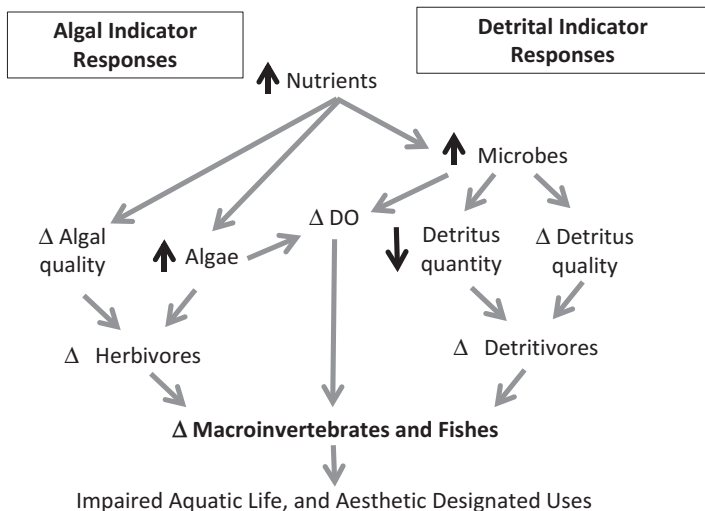 Algal Indicator
Responses
Detrital Indicator
Responses
Nutrients
Microbes
Δ DO
Δ Algal
quality
Algae
Detritus
quantity
Δ Detritus
quality
Δ Herbivores
Δ Detritivores
Δ Macroinvertebrates and Fishes
Impaired Aquatic Life, and Aesthetic Designated Uses